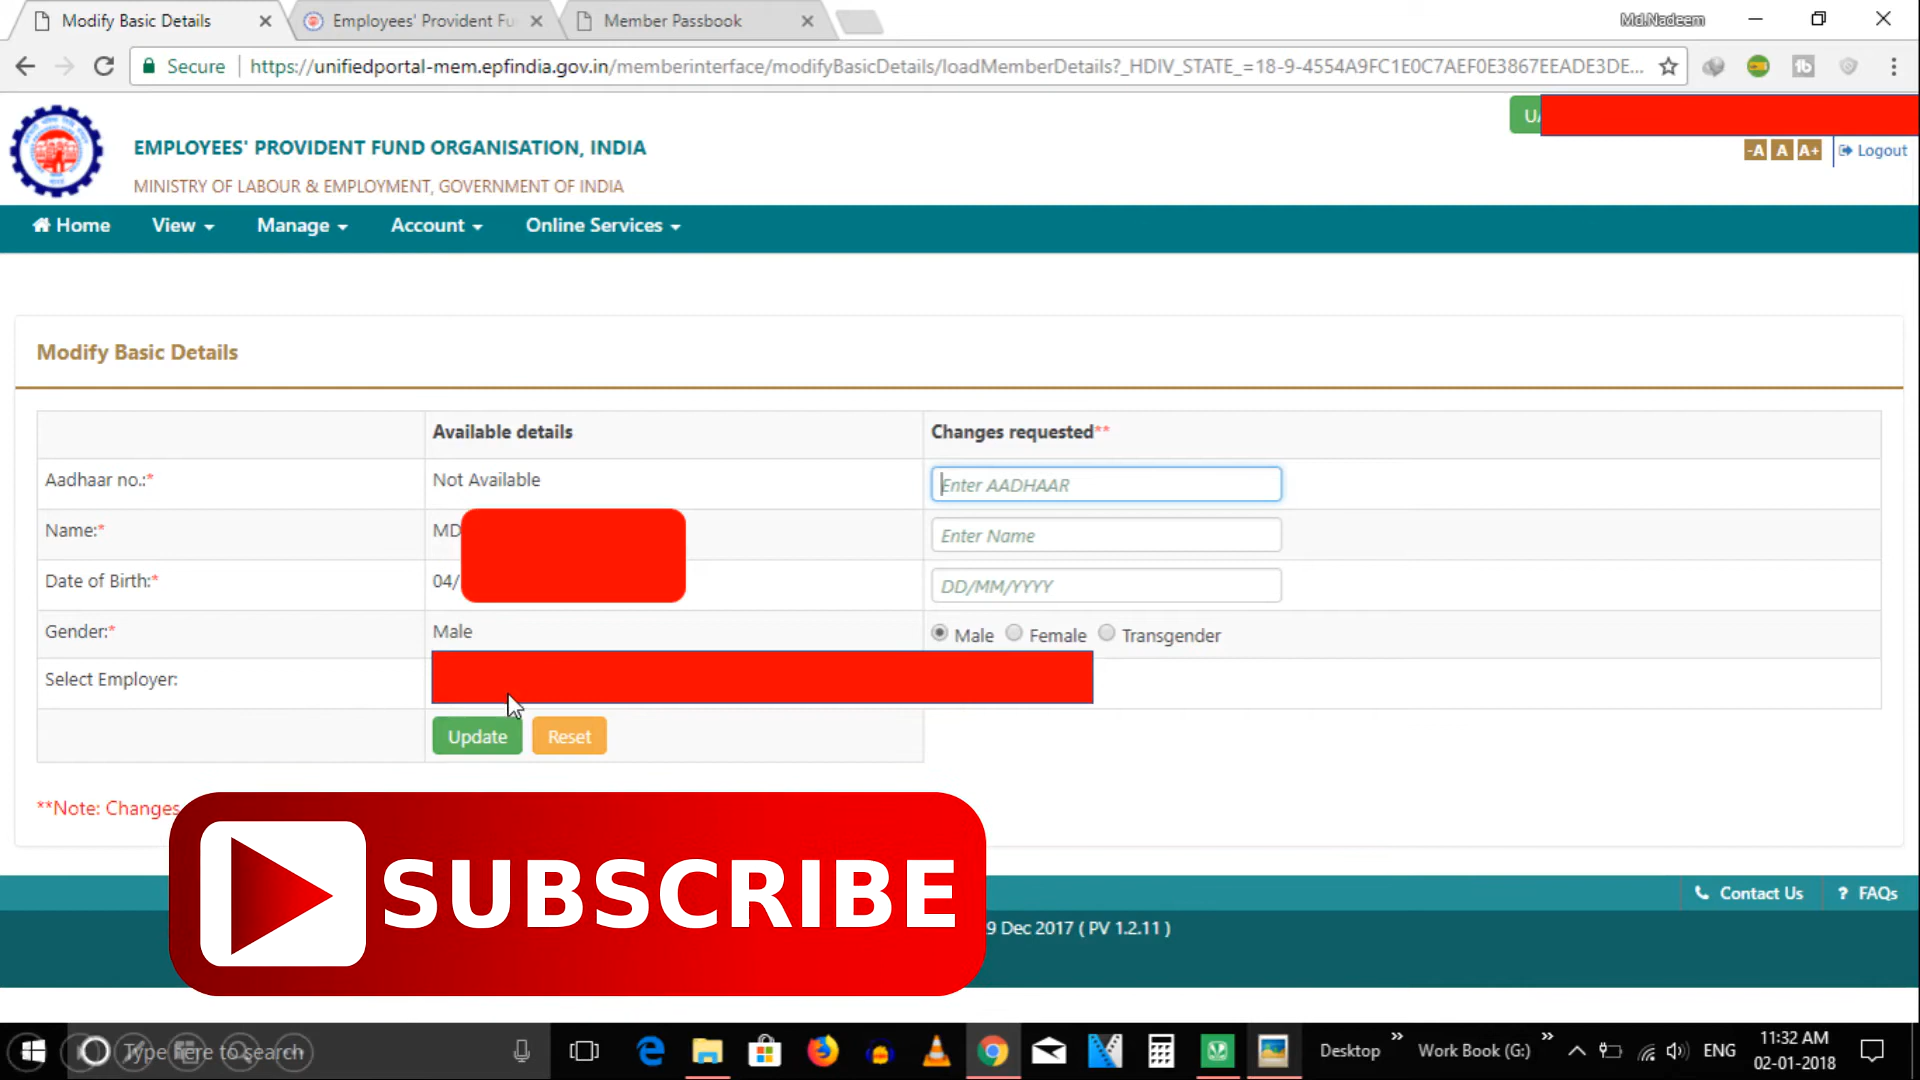 Modify Basic Details
Employees' Provident Fu
Member Passbook
Md.Nadeem
Secure
https://unifiedportal-mem.epfindia.gov.in/memberinterface/modifyBasicDetails/loadMemberDetails?_HDIV_STATE_=18-9-4554A9FC1E0C7AEF0E3867EEADE3DE...
EMPLOYEES' PROVIDENT FUND ORGANISATION, INDIA
MINISTRY OF LABOUR & EMPLOYMENT, GOVERNMENT OF INDIA
-A A A+ Logout
Home View Manage Account Online Services
Modify Basic Details
Available details Changes requested**
Aadhaar no.:* Not Available Enter AADHAAR
Name:* MD Enter Name
Date of Birth:* 04/ DD/MM/YYYY
Gender:* Male Male Female Transgender
Select Employer:
Update Reset
**Note: Changes
SUBSCRIBE
Contact Us ? FAQs
9 Dec 2017 ( PV 1.2.11 )
Type here to search
Desktop » Work Book (G:) » ENG
11:32 AM
02-01-2018